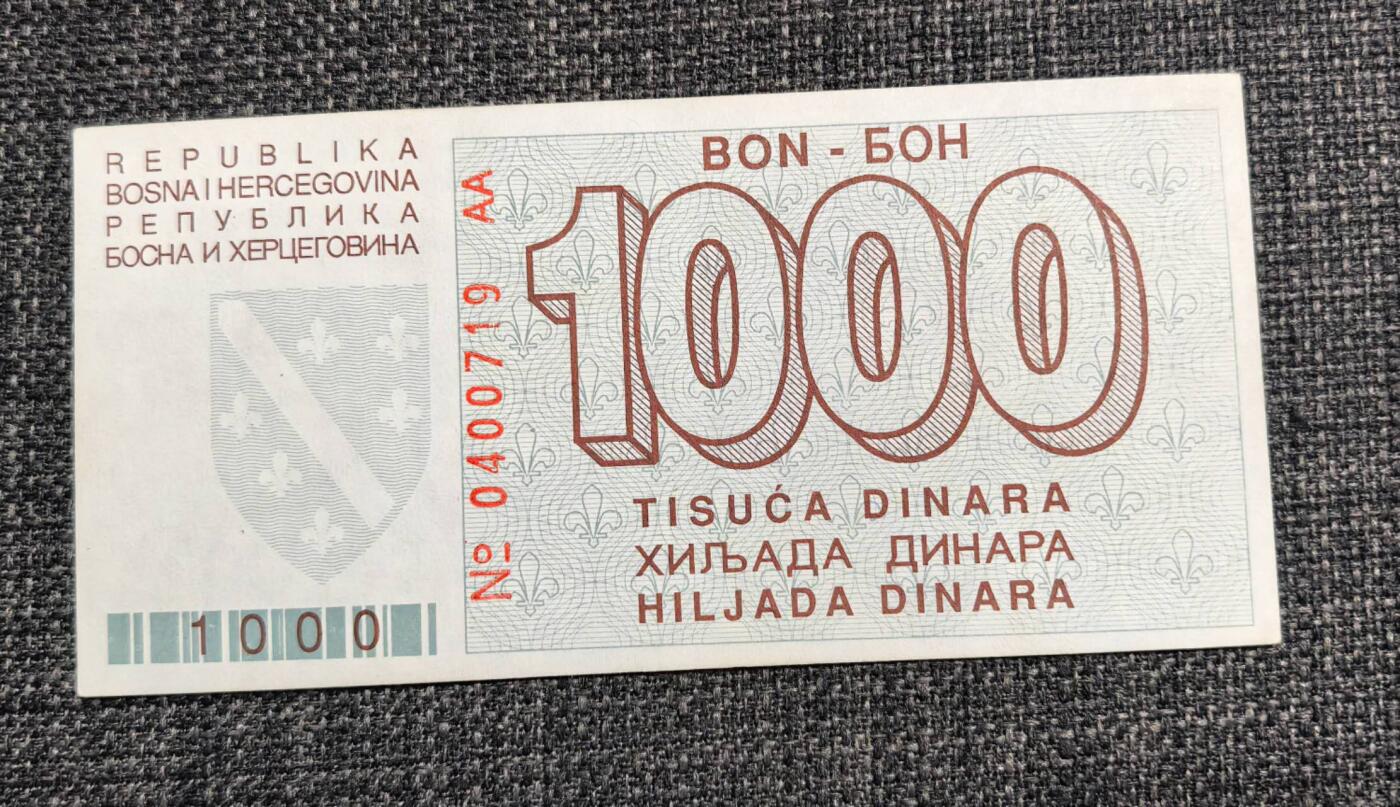 REPUBLIKA
BOSNA I HERCEGOVINA
РЕПУБЛИКА
БОСНА И ХЕРЦЕГОВИНА
1000
№ 0400719 AA
BON - БОН
1000
TISUĆA DINARA
ХИЉАДА ДИНАРА
HILJADA DINARA